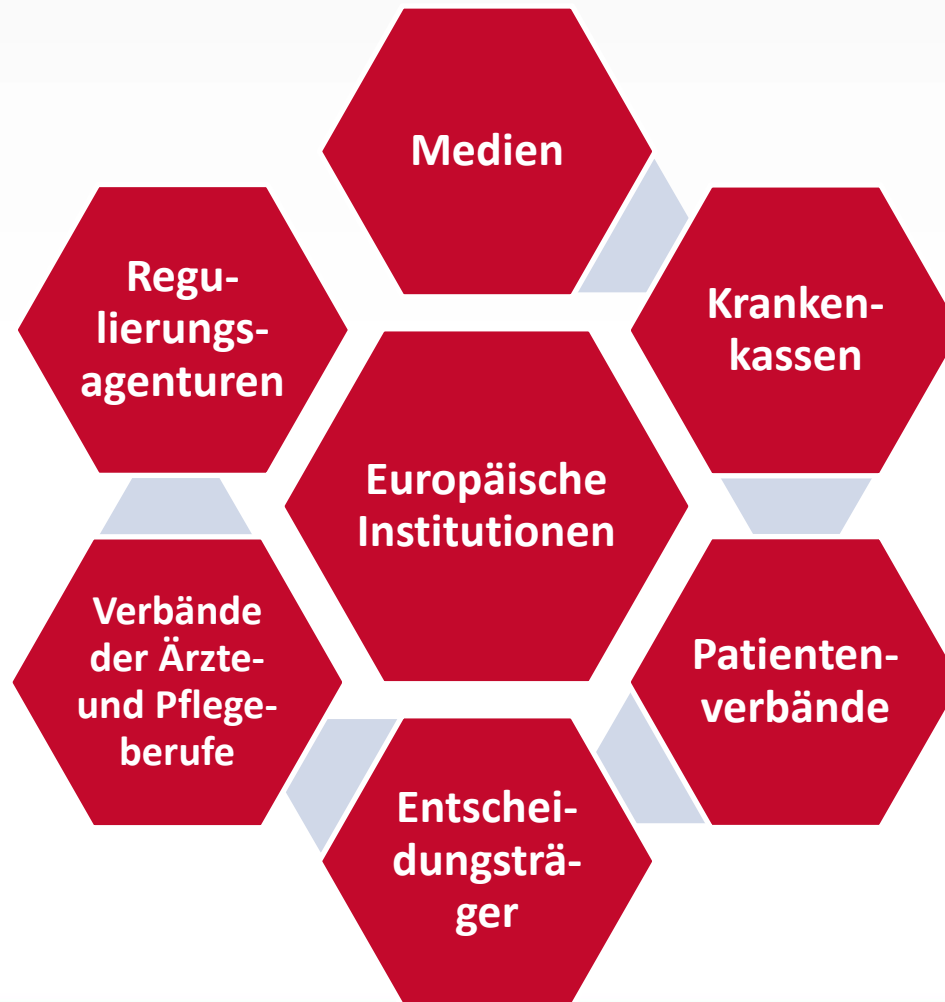 Medien
Regu-
lierungs-
agenturen
Kranken-
kassen
Europäische
Institutionen
Verbände
der Ärzte-
und Pflege-
berufe
Patienten-
verbände
Entschei-
dungsträ-
ger